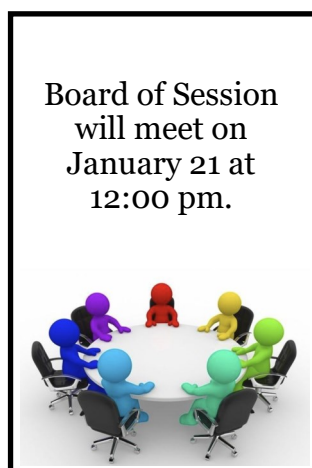 Board of Session
will meet on
January 21 at
12:00 pm.